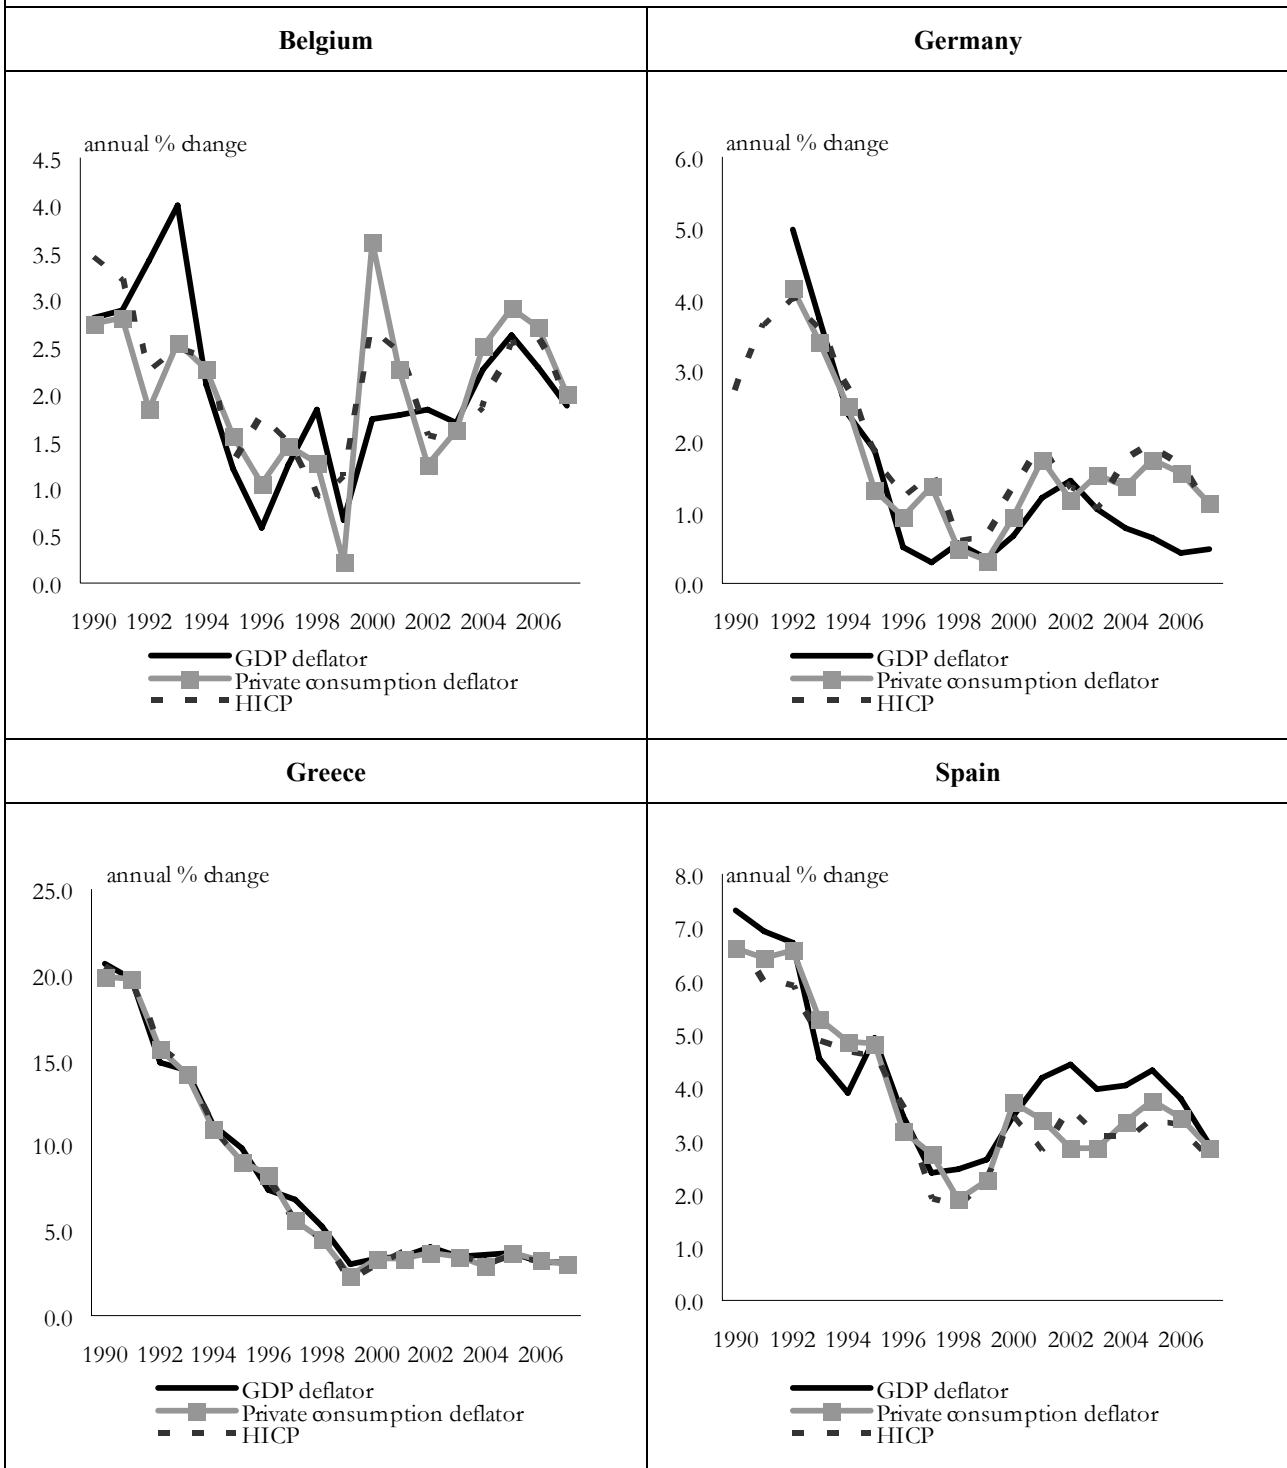 Belgium
Germany
annual % change
4.5
4.0
3.5
3.0
2.5
2.0
1.5
1.0
0.5
0.0
1990 1992 1994 1996 1998 2000 2002 2004 2006
GDP deflator
Private consumption deflator
HICP
annual % change
6.0
5.0
4.0
3.0
2.0
1.0
0.0
1990 1992 1994 1996 1998 2000 2002 2004 2006
GDP deflator
Private consumption deflator
HICP
Greece
Spain
annual % change
25.0
20.0
15.0
10.0
5.0
0.0
1990 1992 1994 1996 1998 2000 2002 2004 2006
GDP deflator
Private consumption deflator
HICP
annual % change
8.0
7.0
6.0
5.0
4.0
3.0
2.0
1.0
0.0
1990 1992 1994 1996 1998 2000 2002 2004 2006
GDP deflator
Private consumption deflator
HICP